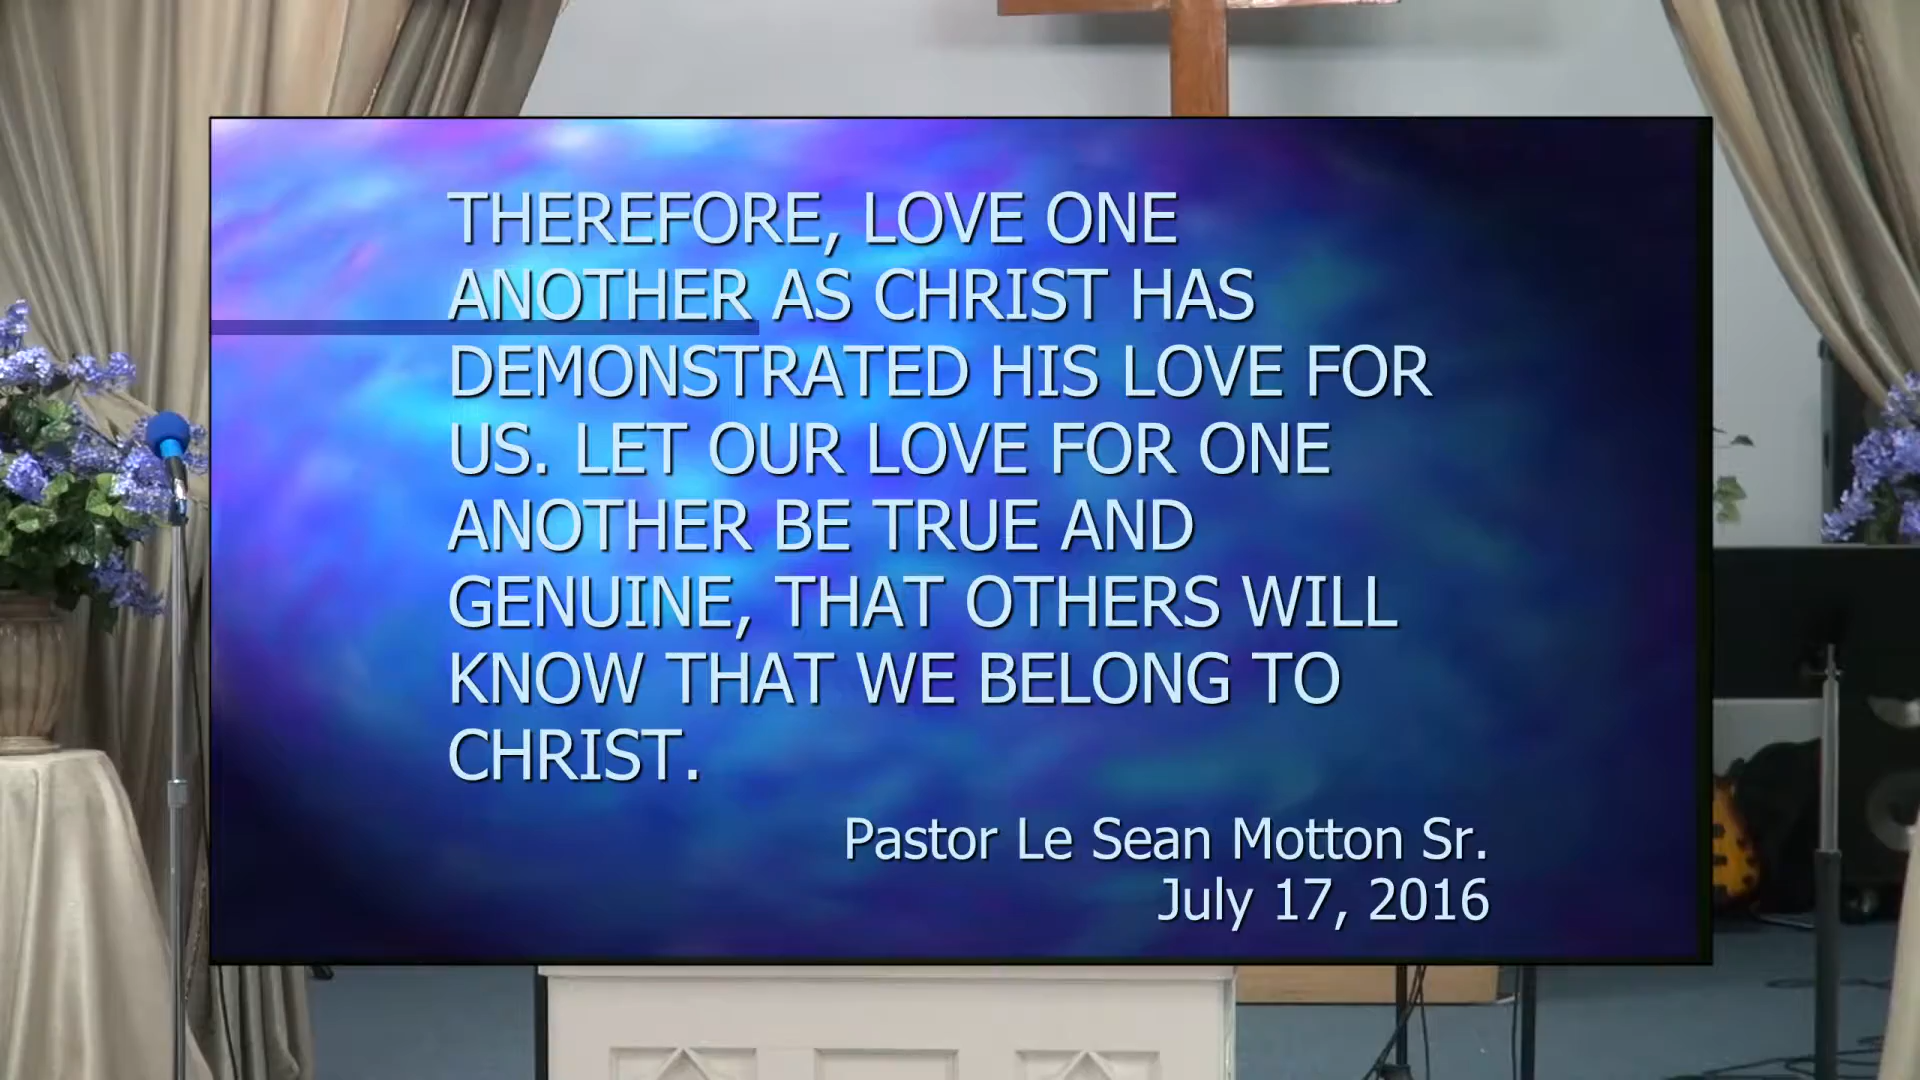 THEREFORE, LOVE ONE
ANOTHER AS CHRIST HAS
DEMONSTRATED HIS LOVE FOR
US. LET OUR LOVE FOR ONE
ANOTHER BE TRUE AND
GENUINE, THAT OTHERS WILL
KNOW THAT WE BELONG TO
CHRIST.
Pastor Le Sean Motton Sr.
July 17, 2016